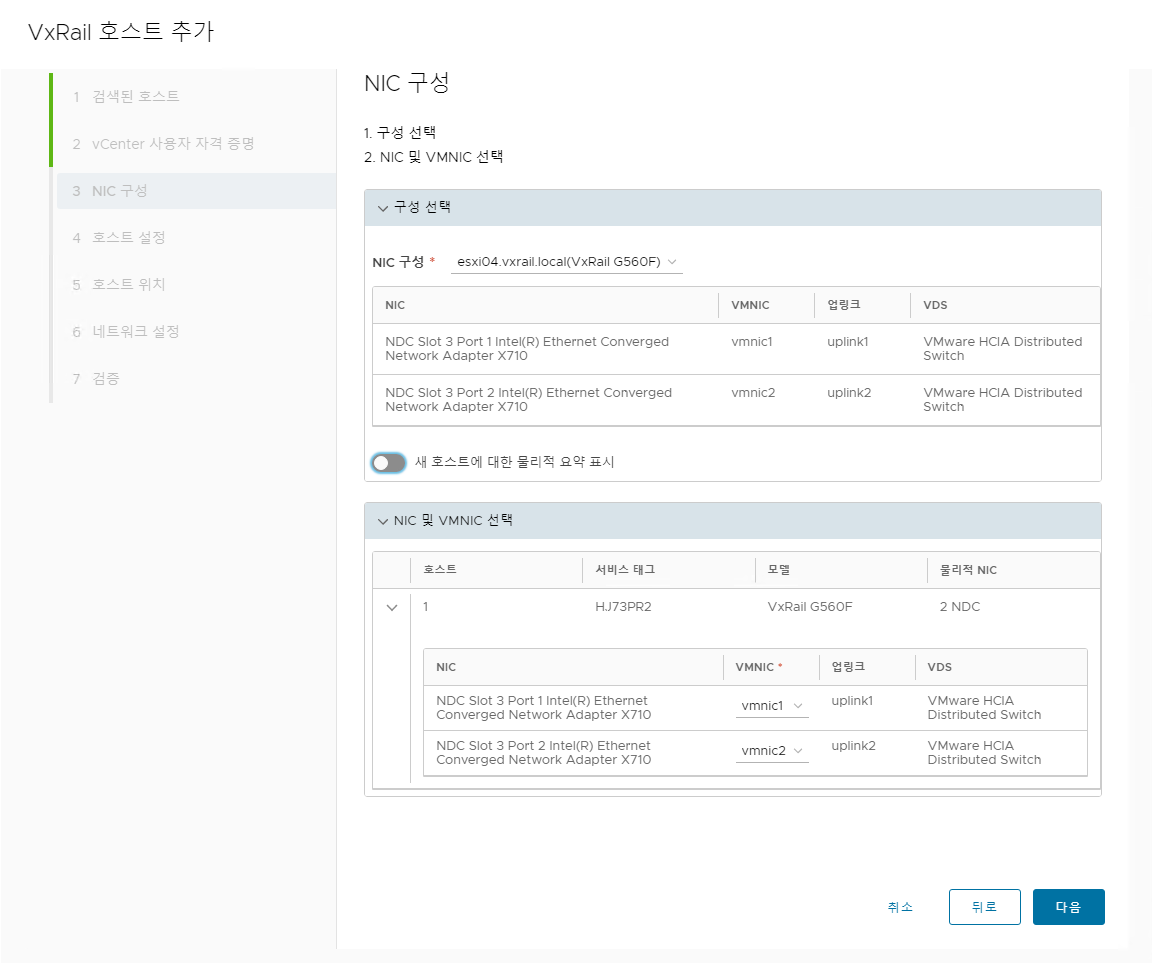 VxRail 호스트 추가
1 검색된 호스트
2 vCenter 사용자 자격 증명
3 NIC 구성
4 호스트 설정
5 호스트 위치
6 네트워크 설정
7 검증
NIC 구성
1. 구성 선택
2. NIC 및 VMNIC 선택
구성 선택
NIC 구성 * esxi04.vxrail.local(VxRail G560F)
NIC VMNIC 업링크 VDS
NDC Slot 3 Port 1 Intel(R) Ethernet Converged vmnic1 uplink1 VMware HCIA Distributed
Network Adapter X710 Switch
NDC Slot 3 Port 2 Intel(R) Ethernet Converged vmnic2 uplink2 VMware HCIA Distributed
Network Adapter X710 Switch
새 호스트에 대한 물리적 요약 표시
NIC 및 VMNIC 선택
호스트 서비스 태그 모델 물리적 NIC
1 HJ73PR2 VxRail G560F 2 NDC
NIC VMNIC * 업링크 VDS
NDC Slot 3 Port 1 Intel(R) Ethernet vmnic1 uplink1 VMware HCIA
Converged Network Adapter X710 Distributed Switch
NDC Slot 3 Port 2 Intel(R) Ethernet vmnic2 uplink2 VMware HCIA
Converged Network Adapter X710 Distributed Switch
취소 뒤로 다음